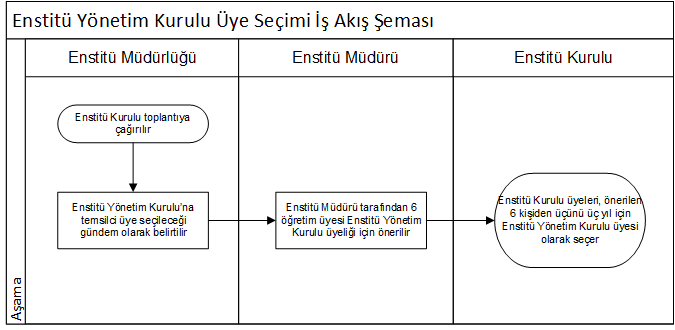 Enstitü Yönetim Kurulu Üye Seçimi İş Akış Şeması
Enstitü Müdürlüğü
Enstitü Müdürü
Enstitü Kurulu
Enstitü Kurulu toplantıya
çağırılır
Enstitü Yönetim Kurulu’na
temsilci üye seçileceği
gündem olarak belirtilir
Enstitü Müdürü tarafından 6
öğretim üyesi Enstitü Yönetim
Kurulu üyeliği için önerilir
Enstitü Kurulu üyeleri, önerilen
6 kişiden üçünü üç yıl için
Enstitü Yönetim Kurulu üyesi
olarak seçer
Aşama